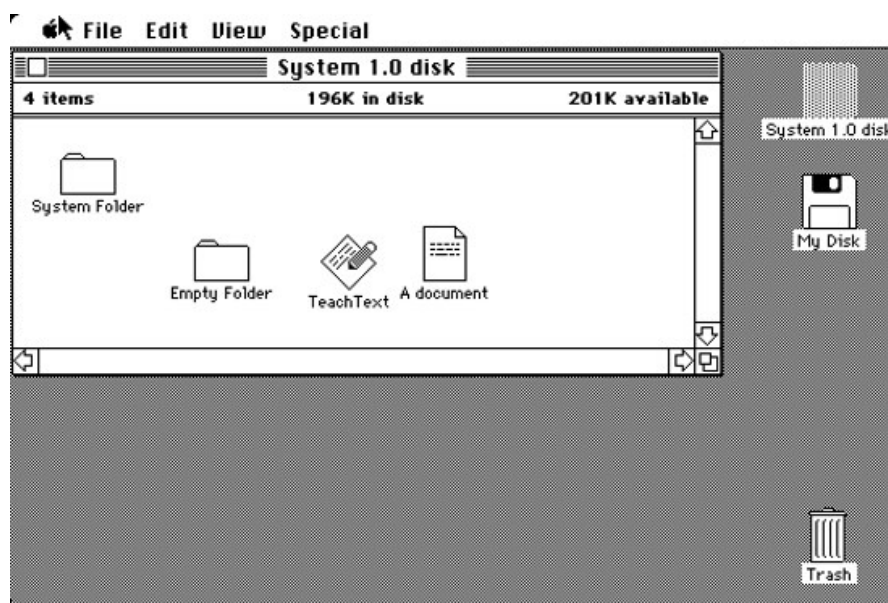 File Edit View Special
System 1.0 disk
4 items 196K in disk 201K available
System 1.0 disk
System Folder
My Disk
Empty Folder TeachText A document
Trash